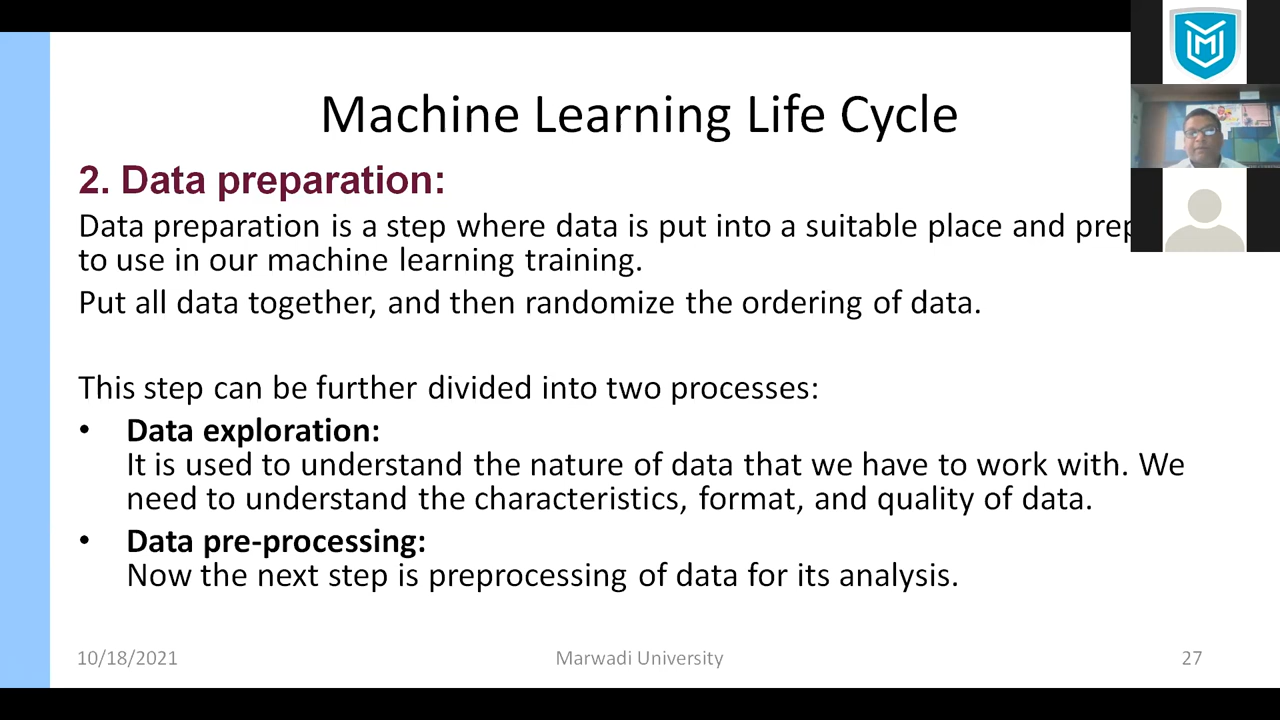 Machine Learning Life Cycle
2. Data preparation:
Data preparation is a step where data is put into a suitable place and
to use in our machine learning training.
Put all data together, and then randomize the ordering of data.
This step can be further divided into two processes:
• Data exploration:
It is used to understand the nature of data that we have to work with. We
need to understand the characteristics, format, and quality of data.
• Data pre-processing:
Now the next step is preprocessing of data for its analysis.
10/18/2021
Marwadi University
27